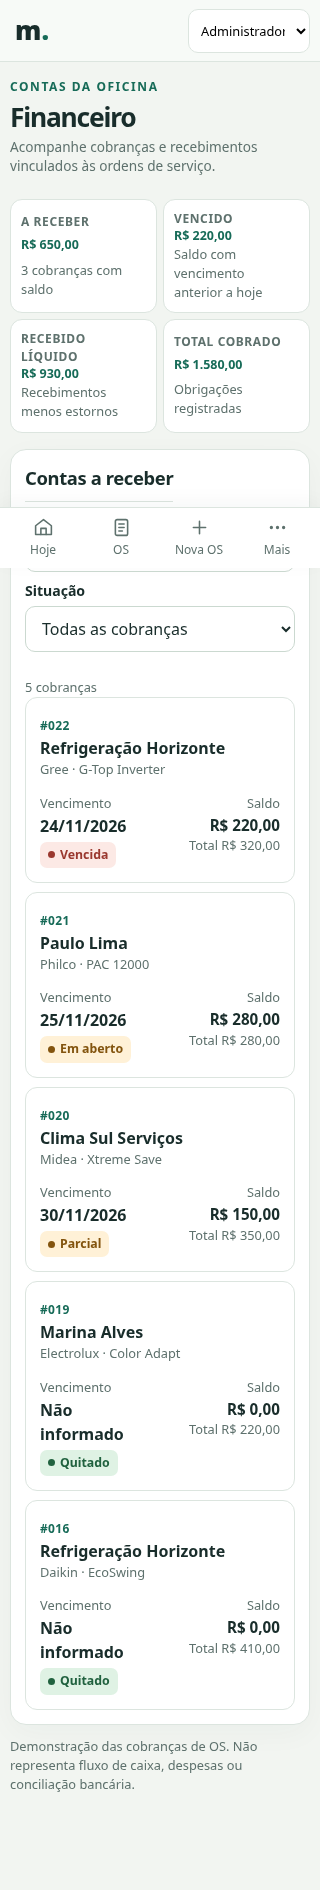 m.
Administrador
CONTAS DA OFICINA
Financeiro
Acompanhe cobranças e recebimentos
vinculados às ordens de serviço.
A RECEBER
R$ 650,00
3 cobranças com
saldo
VENCIDO
R$ 220,00
Saldo com
vencimento
anterior a hoje
RECEBIDO
LÍQUIDO
R$ 930,00
Recebimentos
menos estornos
TOTAL COBRADO
R$ 1.580,00
Obrigações
registradas
Contas a receber
Hoje
OS
Nova OS
Mais
Situação
Todas as cobranças
5 cobranças
#022
Refrigeração Horizonte
Gree · G-Top Inverter
Vencimento
24/11/2026
Vencida
Saldo
R$ 220,00
Total R$ 320,00
#021
Paulo Lima
Philco · PAC 12000
Vencimento
25/11/2026
Em aberto
Saldo
R$ 280,00
Total R$ 280,00
#020
Clima Sul Serviços
Midea · Xtreme Save
Vencimento
30/11/2026
Parcial
Saldo
R$ 150,00
Total R$ 350,00
#019
Marina Alves
Electrolux · Color Adapt
Vencimento
Não
informado
Quitado
Saldo
R$ 0,00
Total R$ 220,00
#016
Refrigeração Horizonte
Daikin · EcoSwing
Vencimento
Não
informado
Quitado
Saldo
R$ 0,00
Total R$ 410,00
Demonstração das cobranças de OS. Não
representa fluxo de caixa, despesas ou
conciliação bancária.